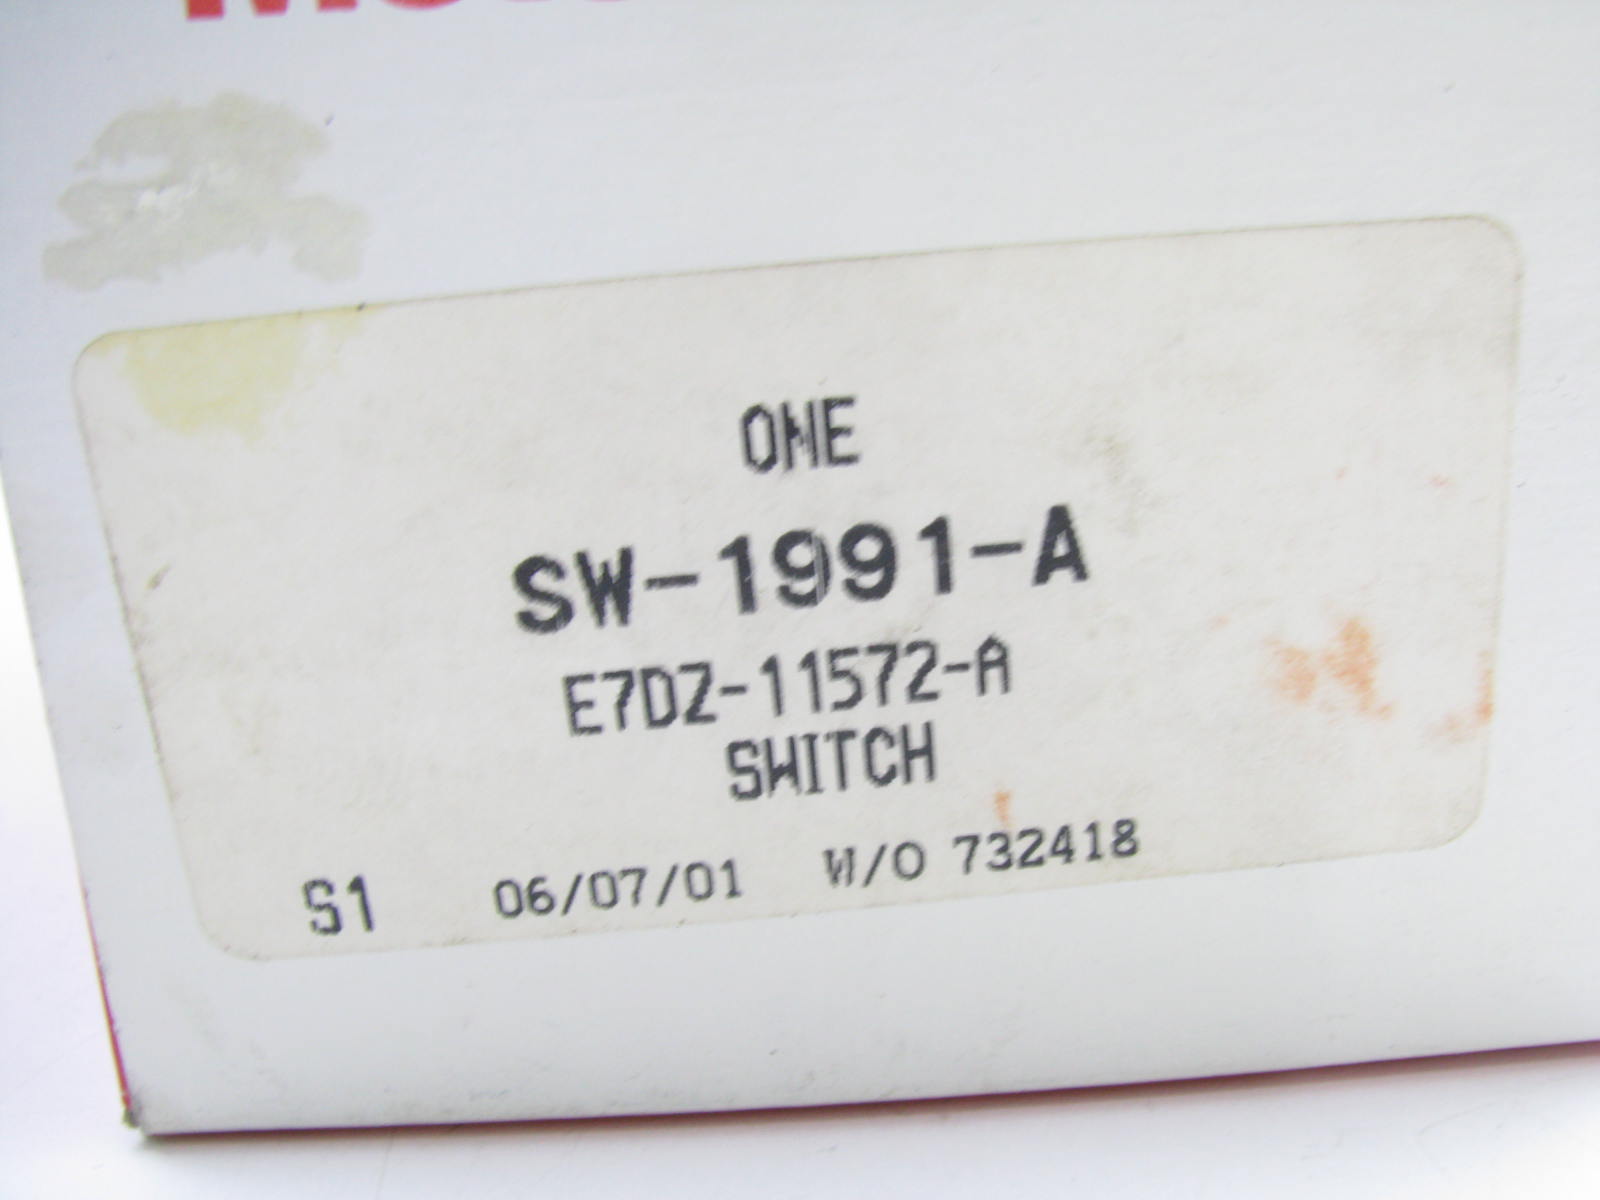 ONE
SW-1991-A
E7DZ-11572-A
SWITCH
S1 06/07/01 W/O 732418